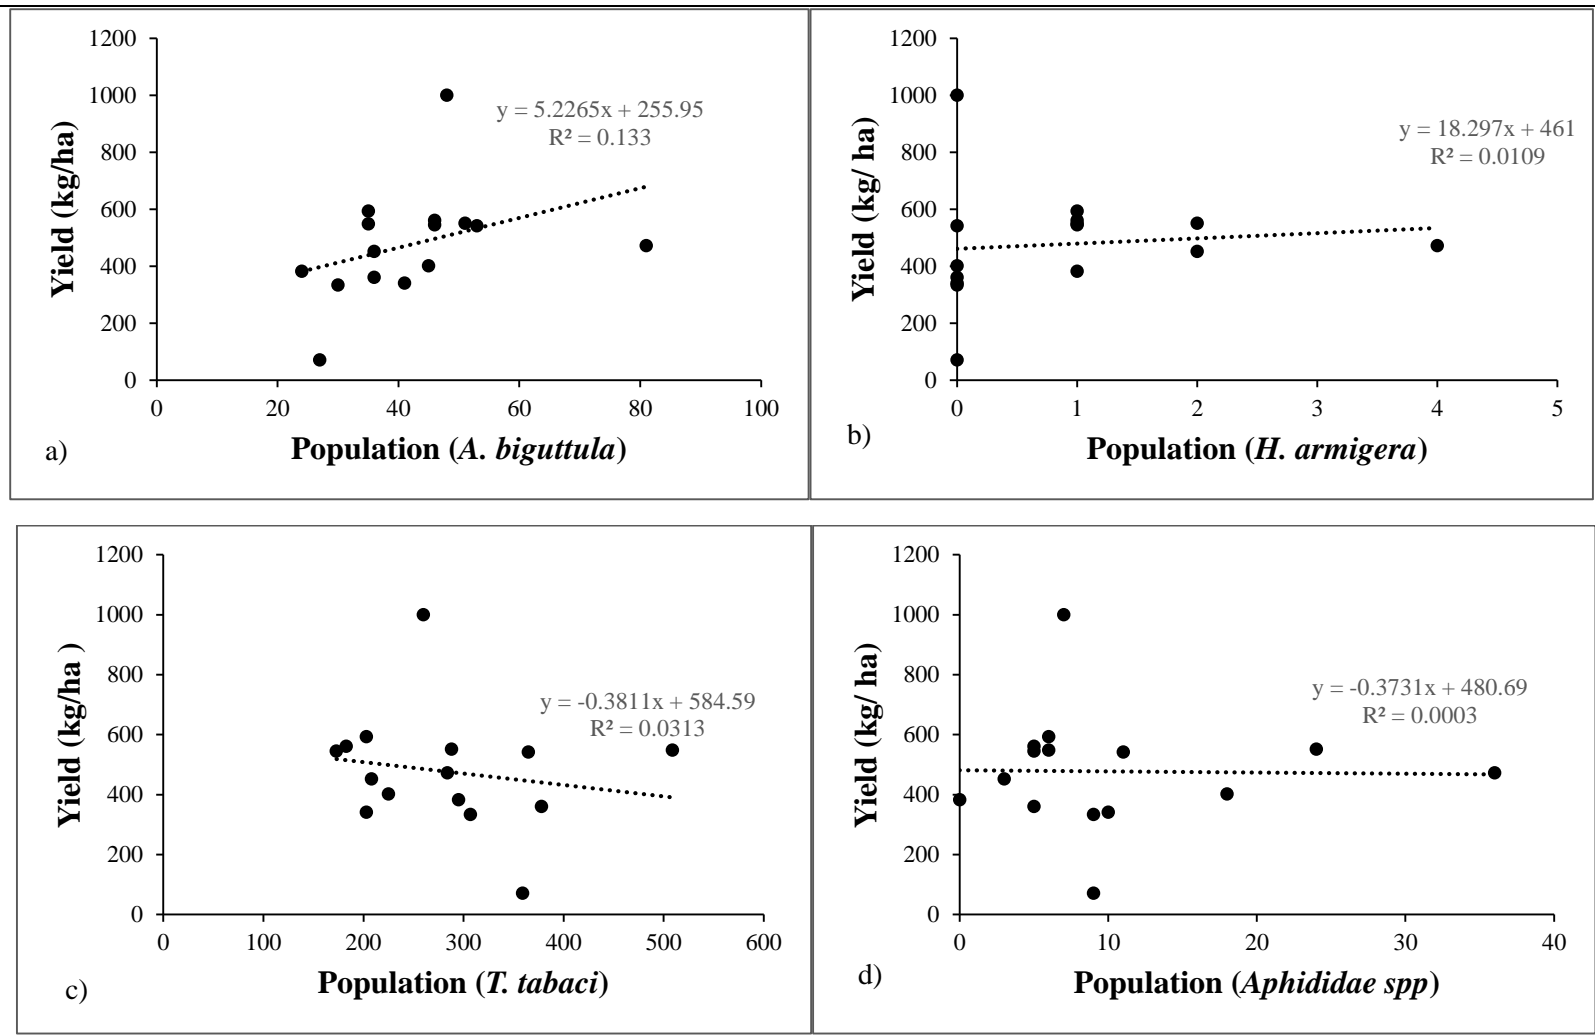 1200
1000
800
600
400
200
0
0 20 40 60 80 100
Yield (kg/ha)
Population (A. biguttula)
y = 5.2265x + 255.95
R² = 0.133
a)
1200
1000
800
600
400
200
0
0 1 2 3 4 5
Yield (kg/ ha)
Population (H. armigera)
y = 18.297x + 461
R² = 0.0109
b)
1200
1000
800
600
400
200
0
0 100 200 300 400 500 600
Yield (kg/ha )
Population (T. tabaci)
y = -0.3811x + 584.59
R² = 0.0313
c)
1200
1000
800
600
400
200
0
0 10 20 30 40
Yield (kg/ ha)
Population (Aphididae spp)
y = -0.3731x + 480.69
R² = 0.0003
d)